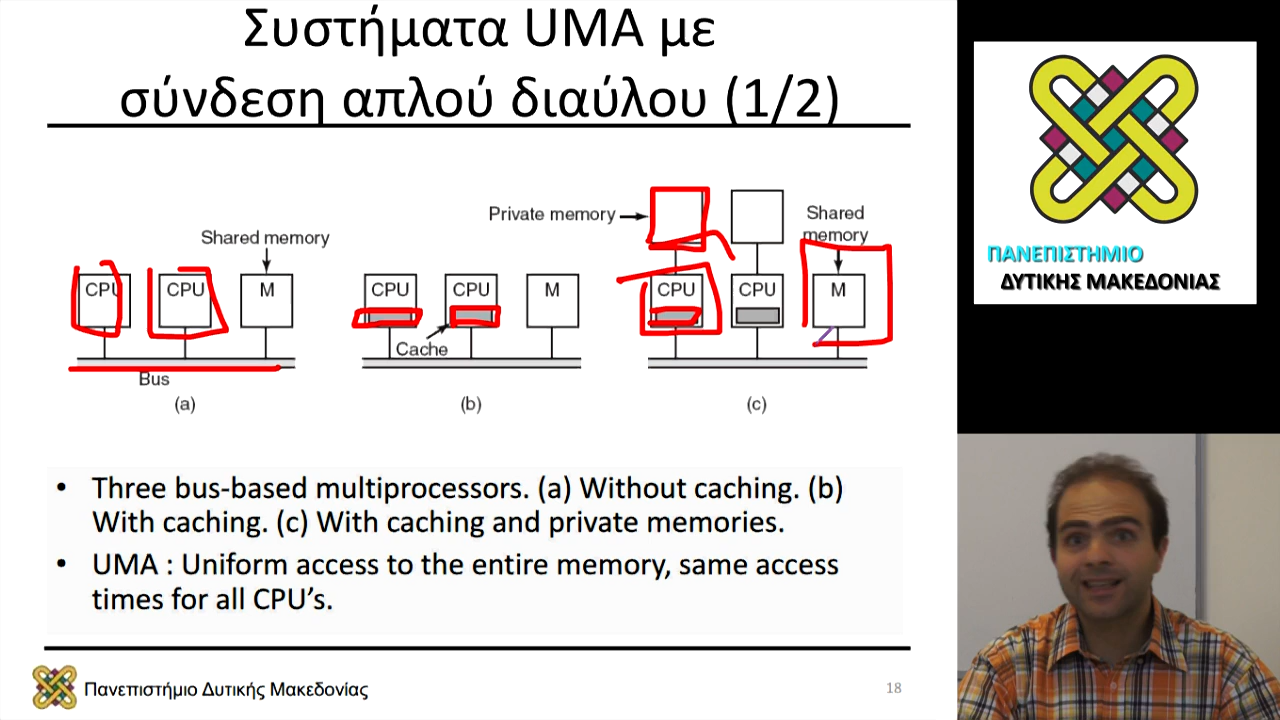 Συστήματα UMA με
σύνδεση απλού διαύλου (1/2)
Private memory
Shared
memory
Shared memory
CPU
CPU
M
CPU
CPU
M
CPU
CPU
M
Cache
Bus
(a)
(b)
(c)
• Three bus-based multiprocessors. (a) Without caching. (b)
With caching. (c) With caching and private memories.
• UMA : Uniform access to the entire memory, same access
times for all CPU's.
Πανεπιστήμιο Δυτικής Μακεδονίας
18
ΠΑΝΕΠΙΣΤΗΜΙΟ
ΔΥΤΙΚΗΣ ΜΑΚΕΔΟΝΙΑΣ